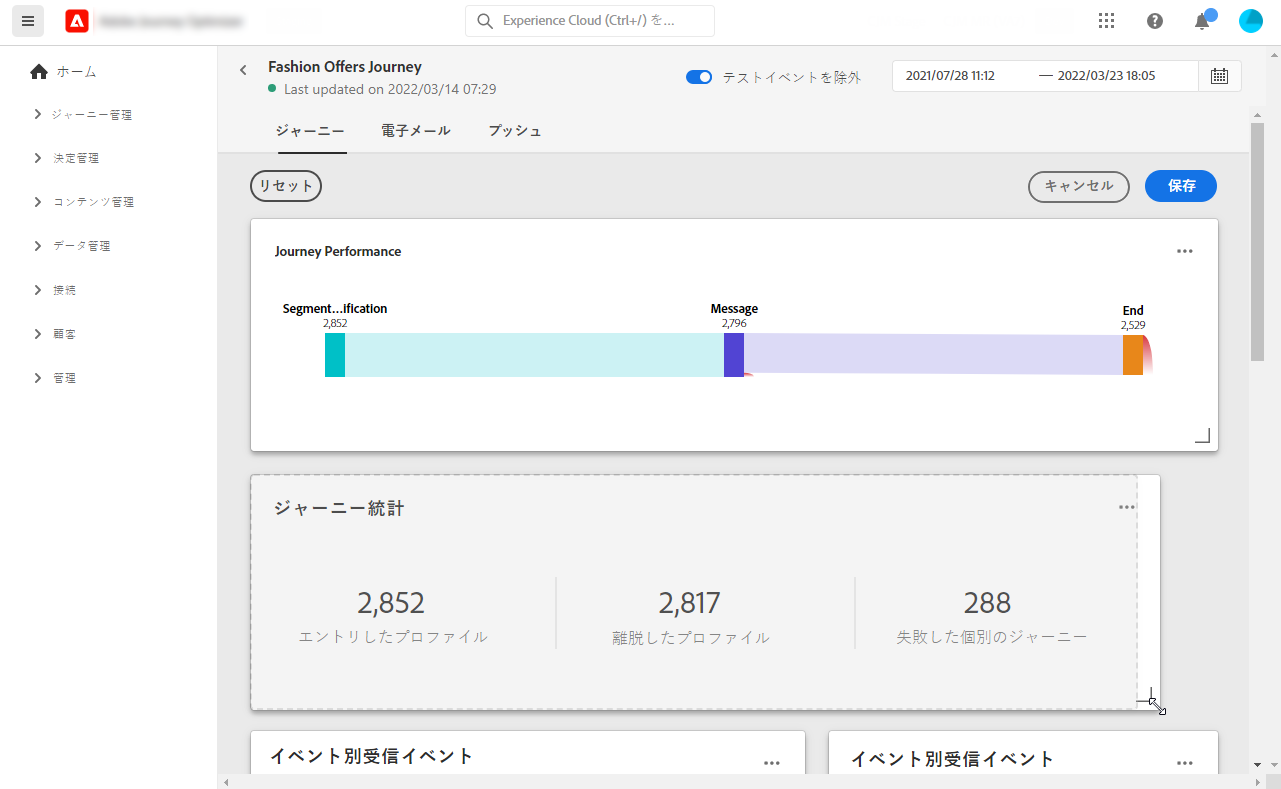 Experience Cloud (Ctrl+/) を...
ホーム
ジャーニー管理
決定管理
コンテンツ管理
データ管理
接続
顧客
管理
Fashion Offers Journey
Last updated on 2022/03/14 07:29
テストイベントを除外
2021/07/28 11:12 — 2022/03/23 18:05
ジャーニー 電子メール プッシュ
リセット
キャンセル 保存
Journey Performance
Segment...ification
2,852
Message
2,796
End
2,529
ジャーニー統計
2,852
エントリしたプロファイル
2,817
離脱したプロファイル
288
失敗した個別のジャーニー
イベント別受信イベント
イベント別受信イベント